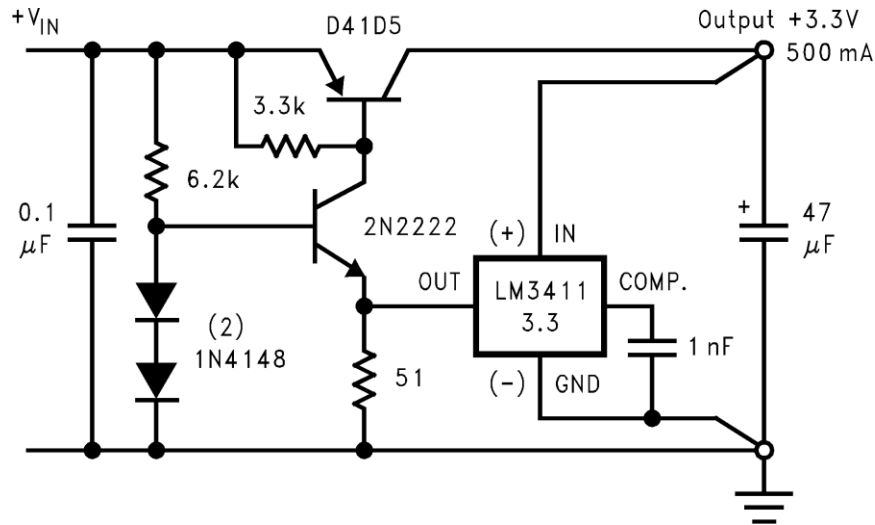 +VIN
D41D5
Output +3.3V
500 mA
3.3k
6.2k
0.1
μF
2N2222
(+) IN
+
47
μF
OUT
LM3411
3.3
COMP.
(2)
1N4148
51
1 nF
(-) GND